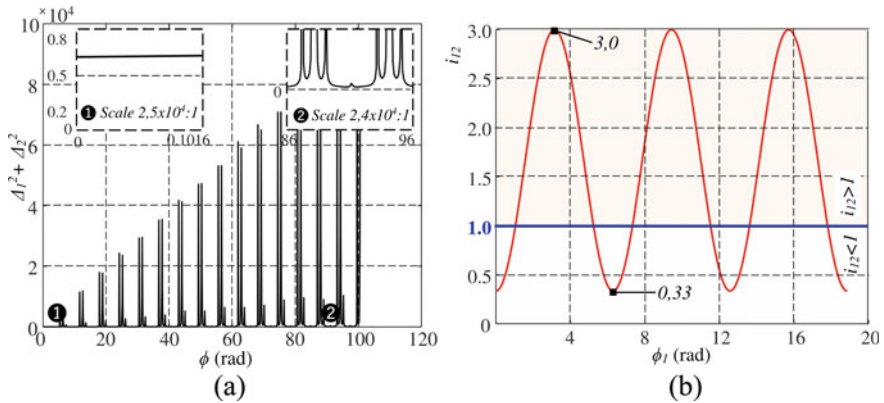 10 ×10⁴
8
6
4
2
0
Δ₁²+ Δ₂²
0.8
0.5
0.2
0
❶ Scale 2,5x10⁴:1
0
0.1016
0
❷ Scale 2,4x10⁴:1
86
96
❶
❷
0 20 40 60 80 100 120
ϕ (rad)
(a)
3.0
2.5
2.0
1.5
1.0
0.5
0
i₁₂
3,0
0,33
i₁₂>1
i₁₂<1
4 8 12 16 20
ϕ₁ (rad)
(b)